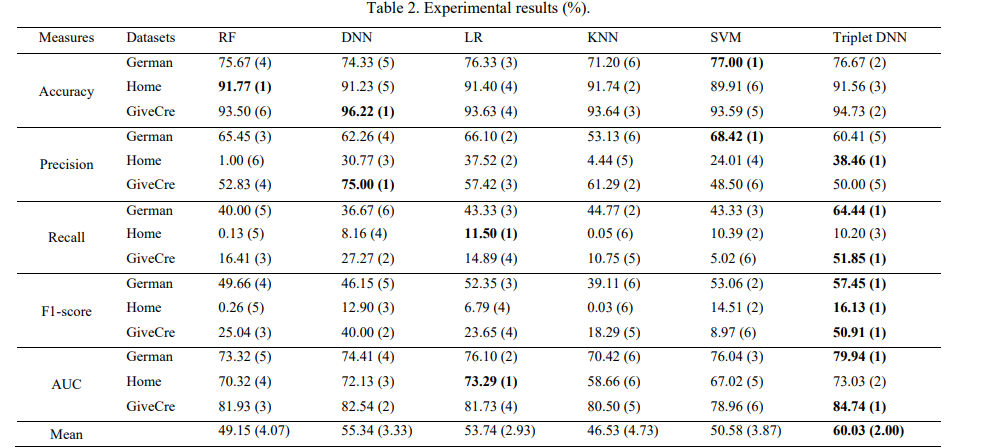 Table 2. Experimental results (%).
Measures Datasets RF DNN LR KNN SVM Triplet DNN
Accuracy German 75.67 (4) 74.33 (5) 76.33 (3) 71.20 (6) 77.00 (1) 76.67 (2)
Home 91.77 (1) 91.23 (5) 91.40 (4) 91.74 (2) 89.91 (6) 91.56 (3)
GiveCre 93.50 (6) 96.22 (1) 93.63 (4) 93.64 (3) 93.59 (5) 94.73 (2)
Precision German 65.45 (3) 62.26 (4) 66.10 (2) 53.13 (6) 68.42 (1) 60.41 (5)
Home 1.00 (6) 30.77 (3) 37.52 (2) 4.44 (5) 24.01 (4) 38.46 (1)
GiveCre 52.83 (4) 75.00 (1) 57.42 (3) 61.29 (2) 48.50 (6) 50.00 (5)
Recall German 40.00 (5) 36.67 (6) 43.33 (3) 44.77 (2) 43.33 (3) 64.44 (1)
Home 0.13 (5) 8.16 (4) 11.50 (1) 0.05 (6) 10.39 (2) 10.20 (3)
GiveCre 16.41 (3) 27.27 (2) 14.89 (4) 10.75 (5) 5.02 (6) 51.85 (1)
F1-score German 49.66 (4) 46.15 (5) 52.35 (3) 39.11 (6) 53.06 (2) 57.45 (1)
Home 0.26 (5) 12.90 (3) 6.79 (4) 0.03 (6) 14.51 (2) 16.13 (1)
GiveCre 25.04 (3) 40.00 (2) 23.65 (4) 18.29 (5) 8.97 (6) 50.91 (1)
AUC German 73.32 (5) 74.41 (4) 76.10 (2) 70.42 (6) 76.04 (3) 79.94 (1)
Home 70.32 (4) 72.13 (3) 73.29 (1) 58.66 (6) 67.02 (5) 73.03 (2)
GiveCre 81.93 (3) 82.54 (2) 81.73 (4) 80.50 (5) 78.96 (6) 84.74 (1)
Mean 49.15 (4.07) 55.34 (3.33) 53.74 (2.93) 46.53 (4.73) 50.58 (3.87) 60.03 (2.00)